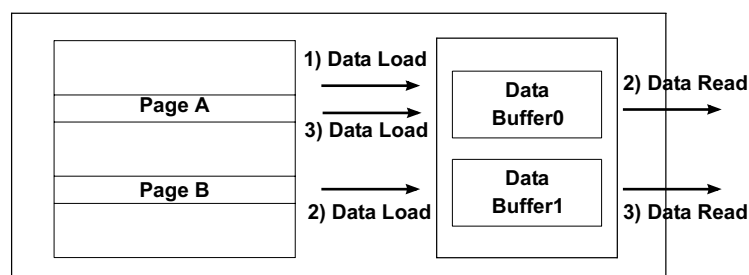 1) Data Load
Page A
3) Data Load
Data
Buffer0
2) Data Read
Page B
2) Data Load
Data
Buffer1
3) Data Read